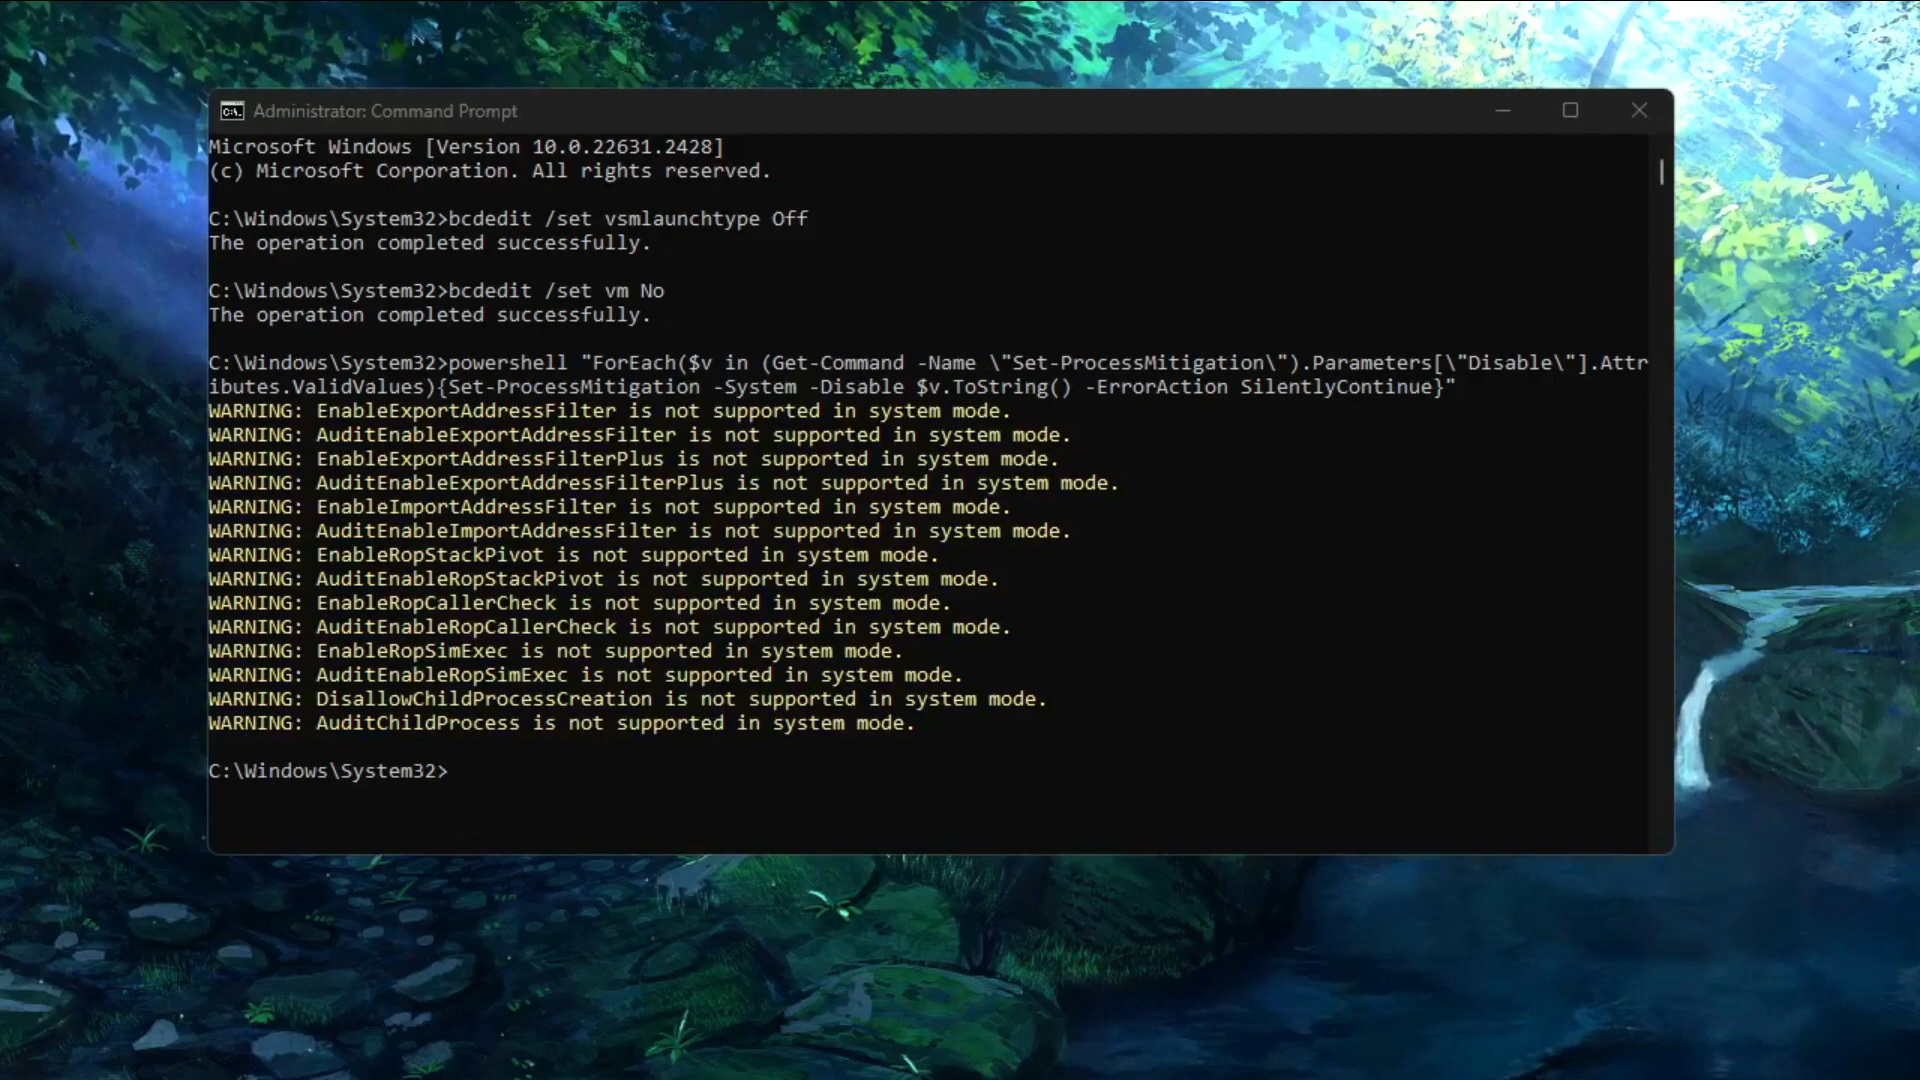 Administrator: Command Prompt
Microsoft Windows [Version 10.0.22631.2428]
(c) Microsoft Corporation. All rights reserved.
C:\Windows\System32>bcdedit /set vsmlaunchtype Off
The operation completed successfully.
C:\Windows\System32>bcdedit /set vm No
The operation completed successfully.
C:\Windows\System32>powershell "ForEach($v in (Get-Command -Name \"Set-ProcessMitigation\").Parameters[\"Disable\"].Attr
ibutes.ValidValues){Set-ProcessMitigation -System -Disable $v.ToString() -ErrorAction SilentlyContinue}"
WARNING: EnableExportAddressFilter is not supported in system mode.
WARNING: AuditEnableExportAddressFilter is not supported in system mode.
WARNING: EnableExportAddressFilterPlus is not supported in system mode.
WARNING: AuditEnableExportAddressFilterPlus is not supported in system mode.
WARNING: EnableImportAddressFilter is not supported in system mode.
WARNING: AuditEnableImportAddressFilter is not supported in system mode.
WARNING: EnableRopStackPivot is not supported in system mode.
WARNING: AuditEnableRopStackPivot is not supported in system mode.
WARNING: EnableRopCallerCheck is not supported in system mode.
WARNING: AuditEnableRopCallerCheck is not supported in system mode.
WARNING: EnableRopSimExec is not supported in system mode.
WARNING: AuditEnableRopSimExec is not supported in system mode.
WARNING: DisallowChildProcessCreation is not supported in system mode.
WARNING: AuditChildProcess is not supported in system mode.
C:\Windows\System32>